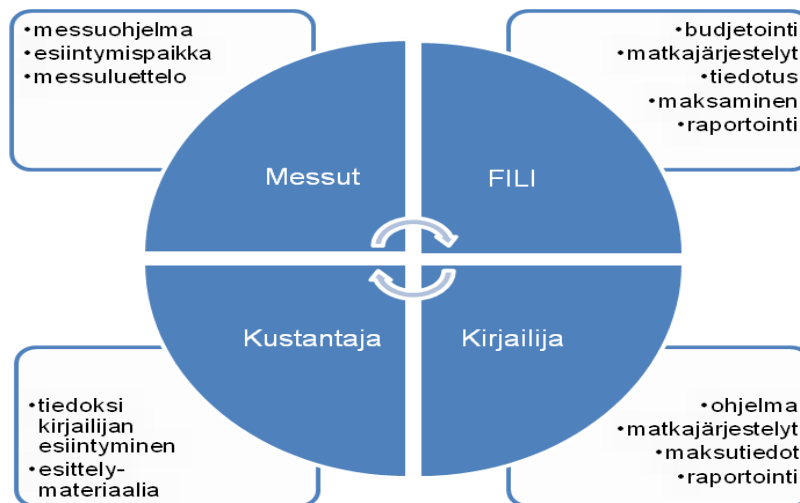 •messuohjelma
•esiintymispaikka
•messuluettelo
•budjetointi
•matkajärjestelyt
•tiedotus
•maksaminen
•raportointi
Messut
FILI
Kustantaja
Kirjailija
•tiedoksi
kirjailijan
esiintyminen
•esittely-
materiaalia
•ohjelma
•matkajärjestelyt
•maksutiedot
•raportointi